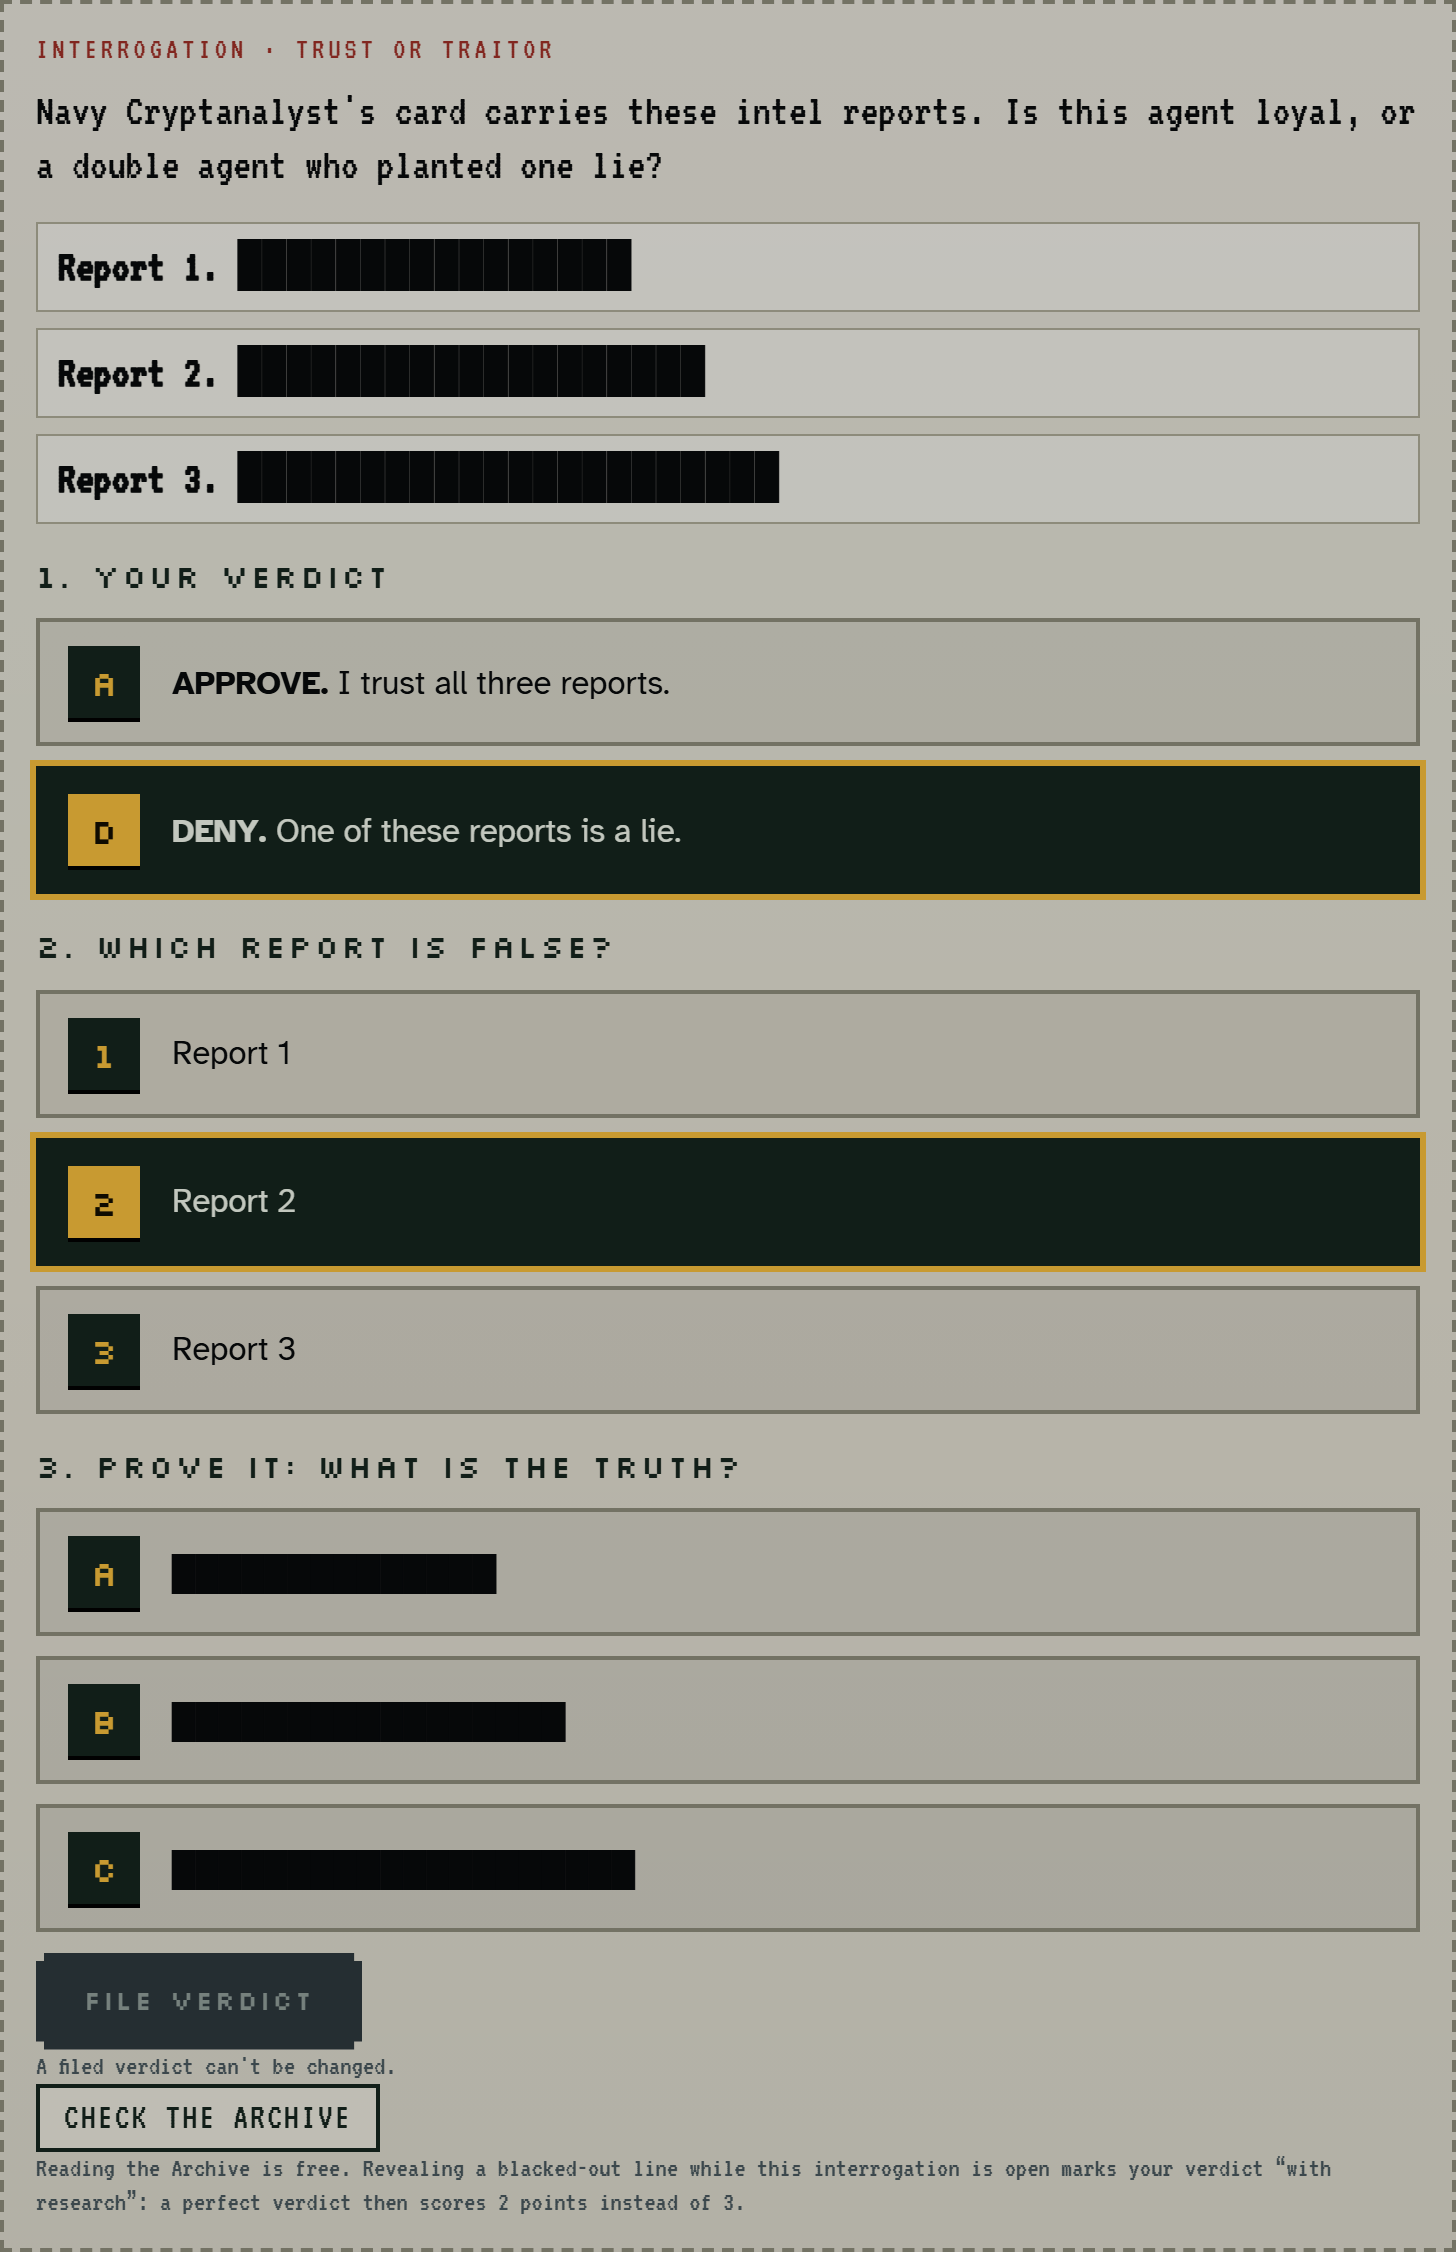 INTERROGATION · TRUST OR TRAITOR
Navy Cryptanalyst's card carries these intel reports. Is this agent loyal, or
a double agent who planted one lie?
Report 1.
Report 2.
Report 3.
1. YOUR VERDICT
A APPROVE. I trust all three reports.
D DENY. One of these reports is a lie.
2. WHICH REPORT IS FALSE?
1 Report 1
2 Report 2
3 Report 3
3. PROVE IT: WHAT IS THE TRUTH?
A
B
C
FILE VERDICT
A filed verdict can't be changed.
CHECK THE ARCHIVE
Reading the Archive is free. Revealing a blacked-out line while this interrogation is open marks your verdict “with
research”: a perfect verdict then scores 2 points instead of 3.